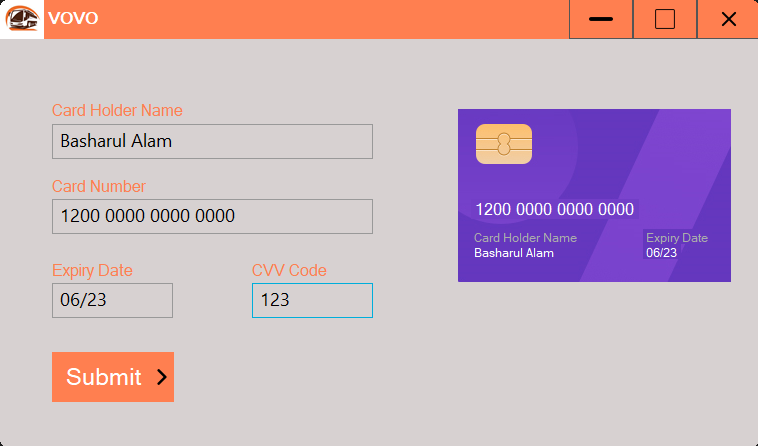 VOVO
Card Holder Name
Basharul Alam
Card Number
1200 0000 0000 0000
Expiry Date
CVV Code
06/23
123
Submit
1200 0000 0000 0000
Card Holder Name
Expiry Date
Basharul Alam
06/23